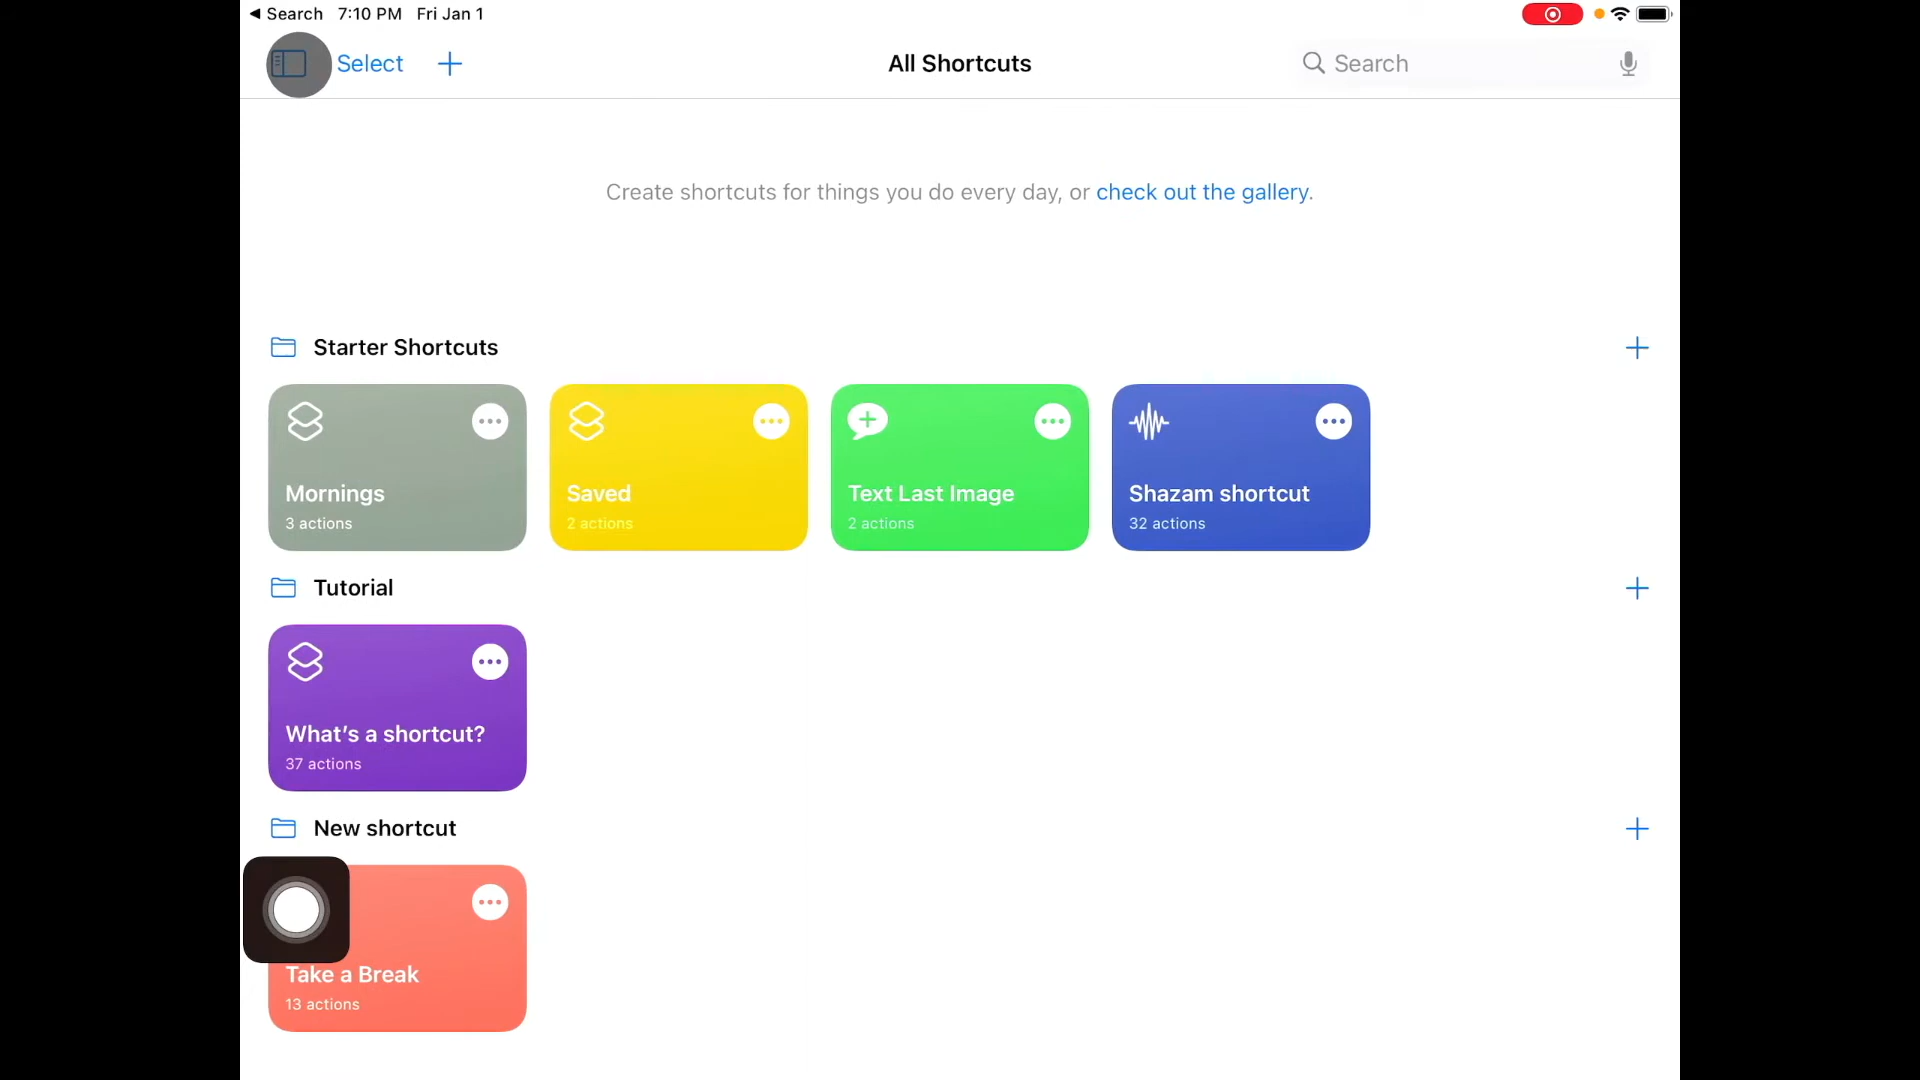 Search 7:10 PM Fri Jan 1
Select
All Shortcuts
Search
Create shortcuts for things you do every day, or check out the gallery.
Starter Shortcuts
Mornings
3 actions
Saved
2 actions
Text Last Image
2 actions
Shazam shortcut
32 actions
Tutorial
What's a shortcut?
37 actions
New shortcut
Take a Break
13 actions